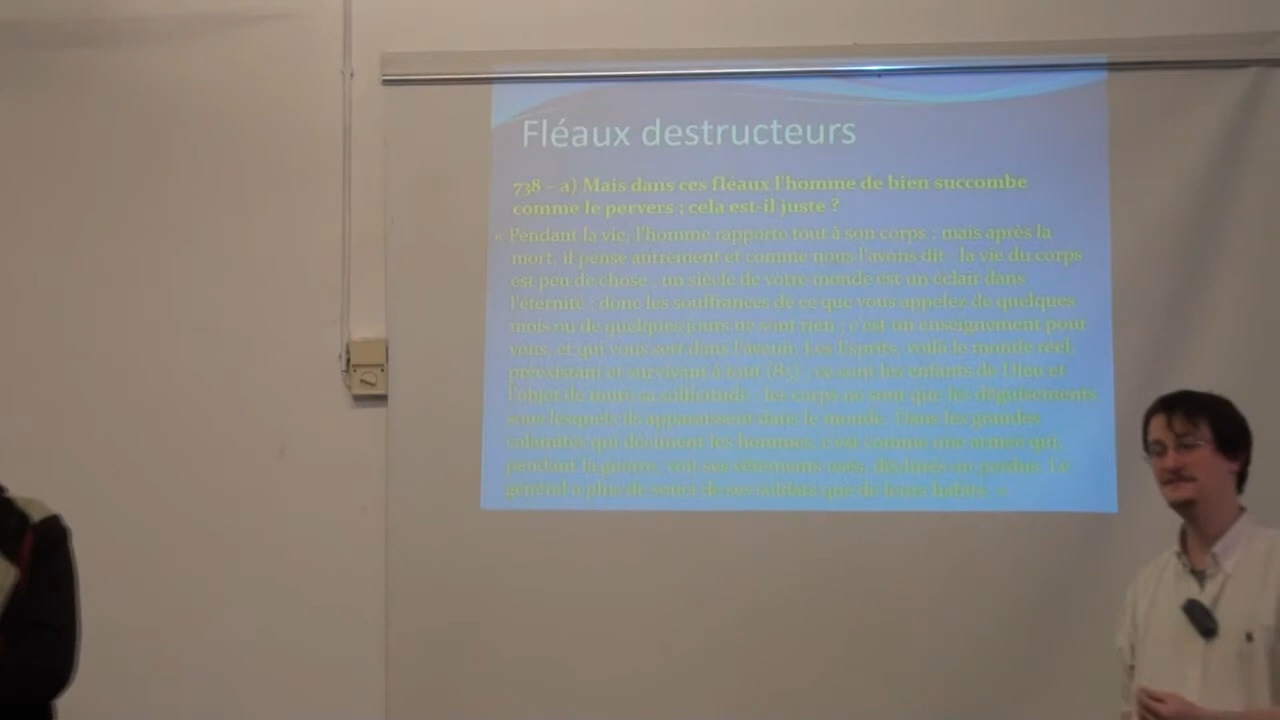 Fléaux destructeurs
738 – a) Mais dans ces fléaux l'homme de bien succombe
comme le pervers ; cela est-il juste ?
« Pendant la vie, l'homme rapporte tout à son corps ; mais après la
mort, il pense autrement et comme nous l'avons dit : la vie du corps
est peu de chose ; un siècle de votre monde est un éclair dans
l'éternité ; donc les souffrances de ce que vous appelez de quelques
mois ou de quelques jours ne sont rien ; c'est un enseignement pour
vous, et qui vous sert dans l'avenir. Les Esprits, voilà le monde réel,
préexistant et survivant à tout (85) ; ce sont les enfants de Dieu et
l'objet de toute sa sollicitude ; les corps ne sont que les déguisements
sous lesquels ils apparaissent dans le monde. Dans les grandes
calamités qui déciment les hommes, c'est comme une armée qui,
pendant la guerre, voit ses vêtements usés, déchirés ou perdus. Le
général a plus de souci de ses soldats que de leurs habits. »